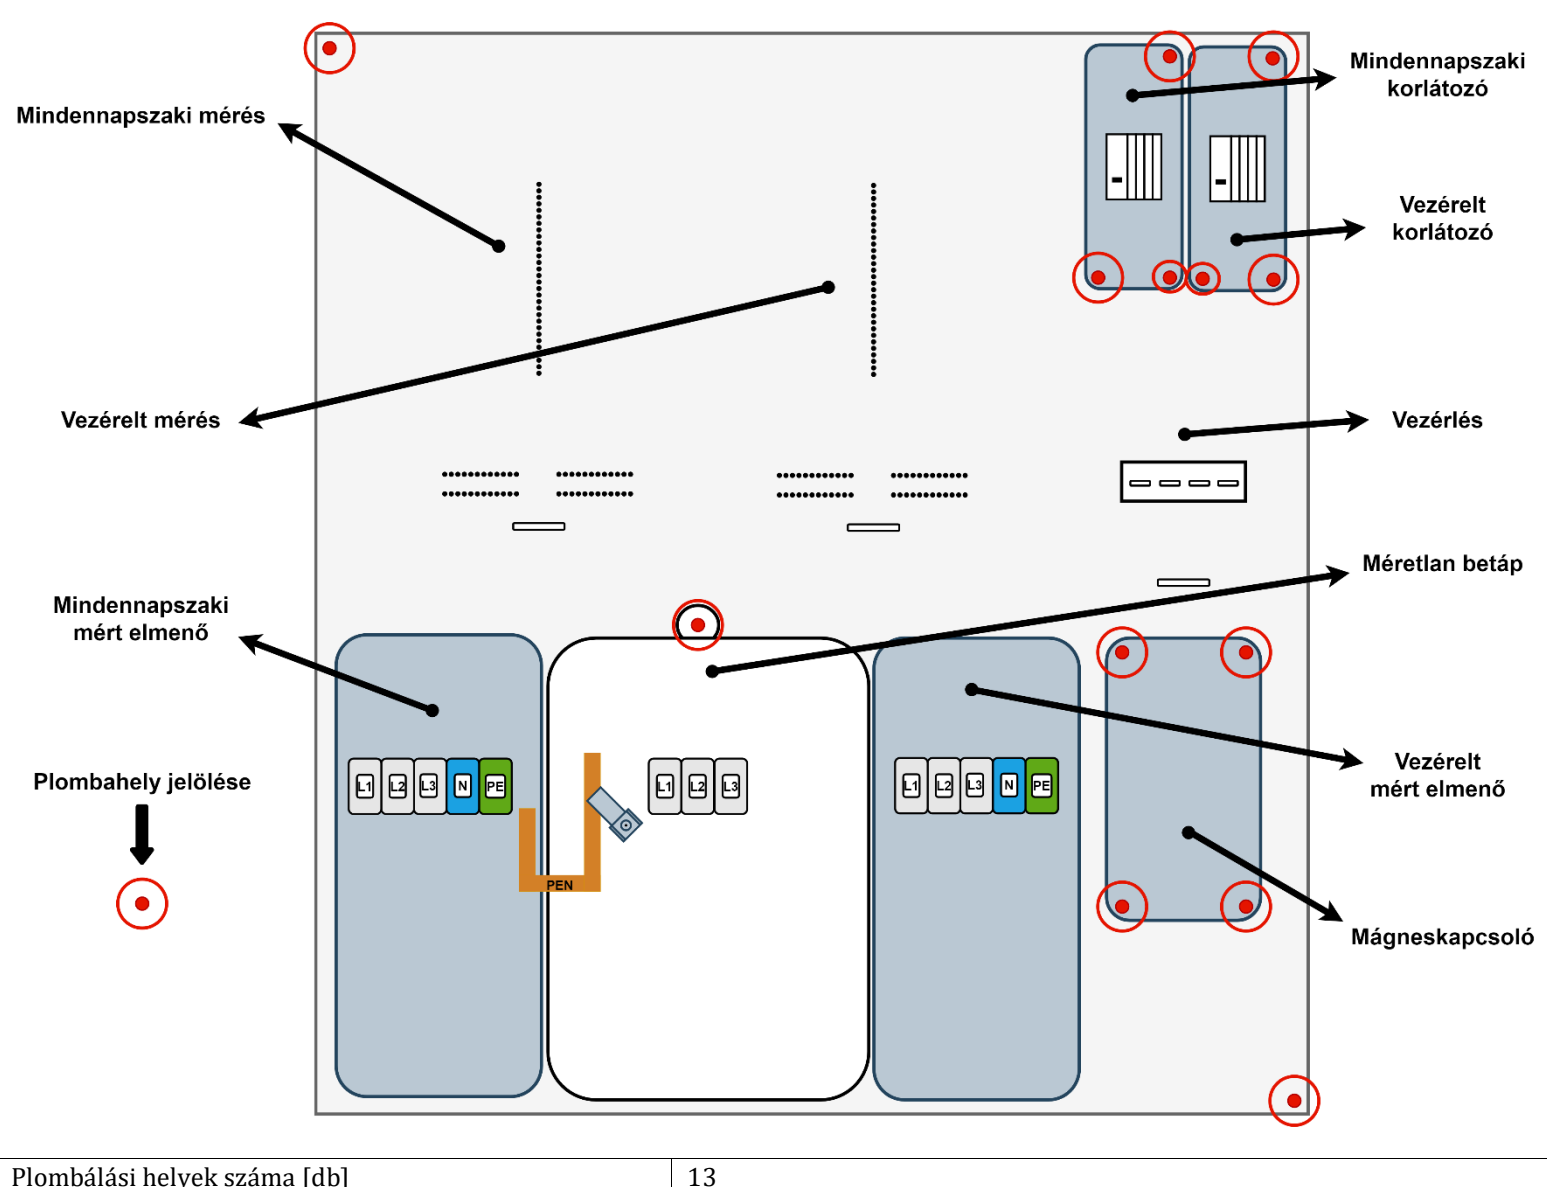 Mindennapszaki
korlátozó
Mindennapszaki mérés
Vezérelt
korlátozó
Vezérelt mérés
Vezérlés
Méretlan betáp
Mindennapszaki
mért elmenő
L1 L2 L3 N PE
L1 L2 L3
L1 L2 L3 N PE
Vezérelt
mért elmenő
Plombahely jelölése
PEN
Mágneskapcsoló
Plombálási helyek száma [db] 13